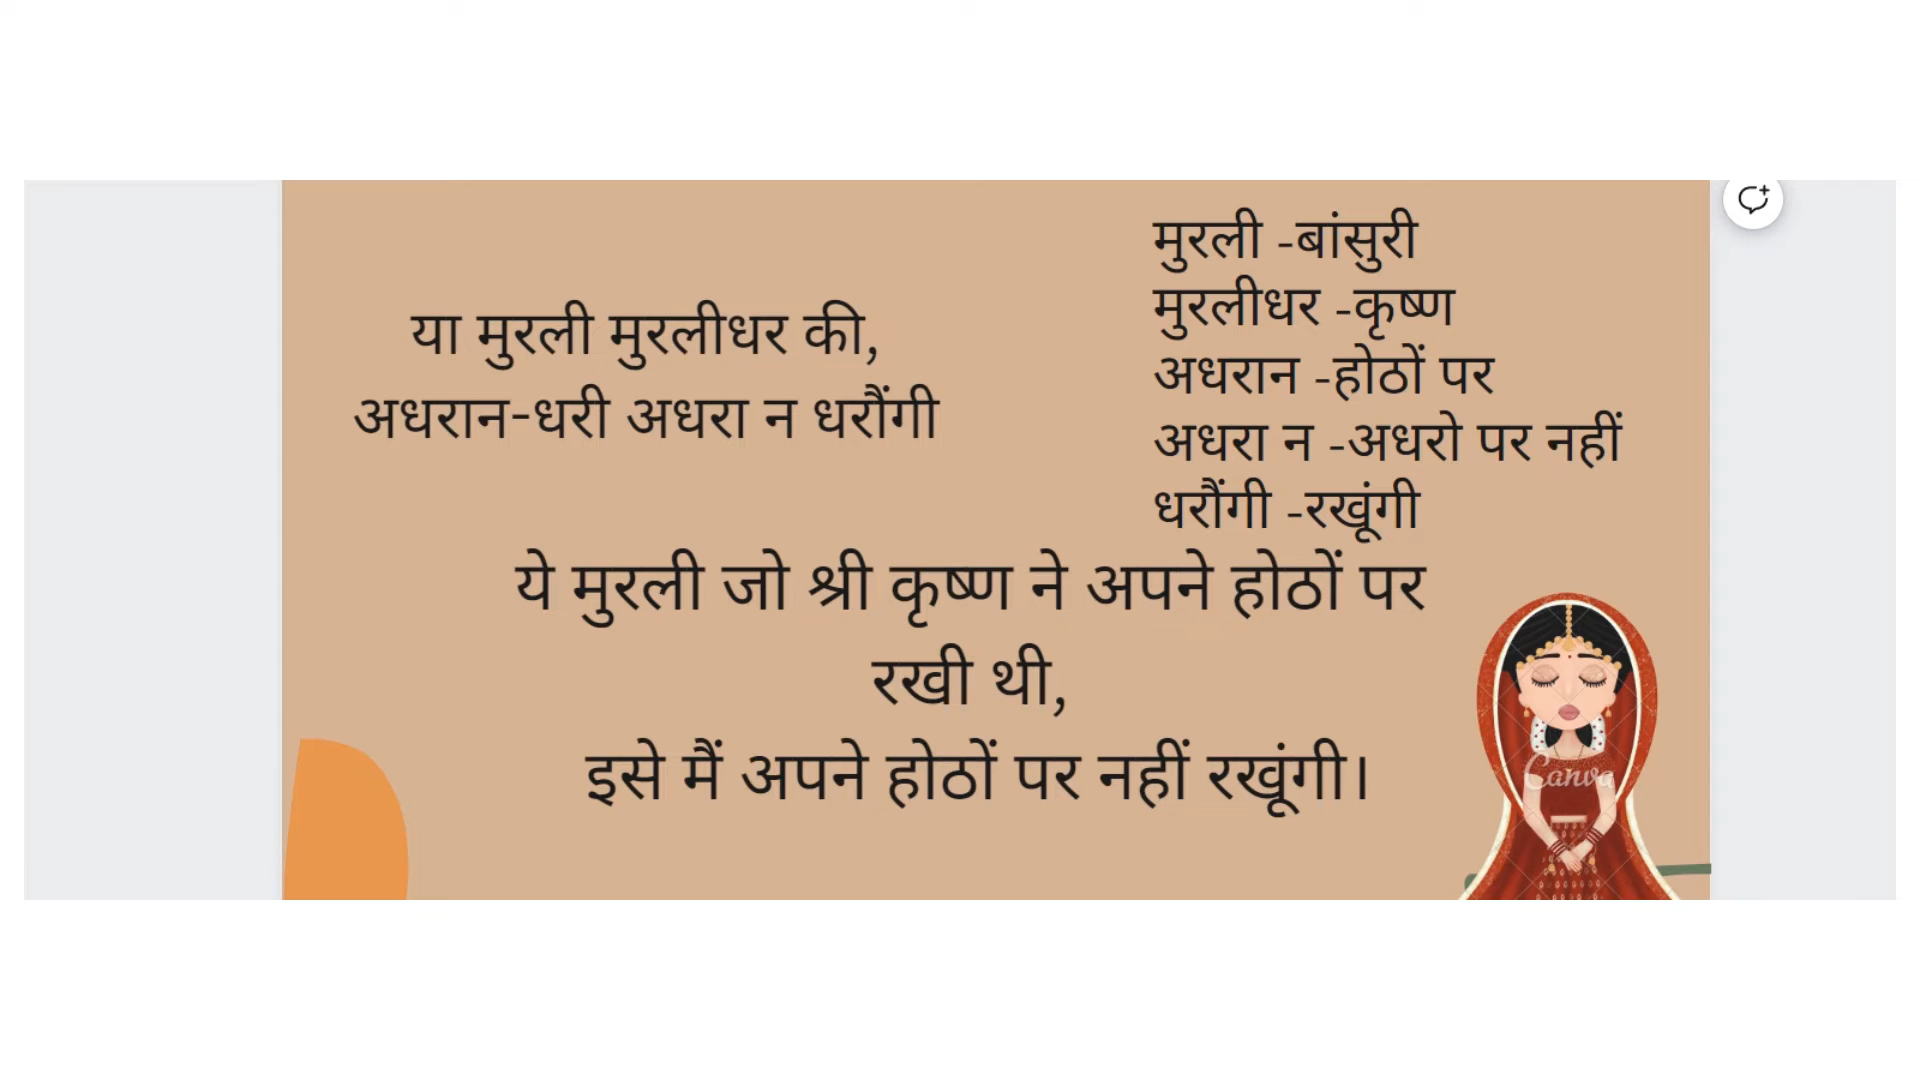 या मुरली मुरलीधर की,
अधरान-धरी अधरा न धरौंगी
मुरली -बांसुरी
मुरलीधर -कृष्ण
अधरान -होठों पर
अधरा न -अधरो पर नहीं
धरौंगी -रखूंगी
ये मुरली जो श्री कृष्ण ने अपने होठों पर
रखी थी,
इसे मैं अपने होठों पर नहीं रखूंगी।
Canva